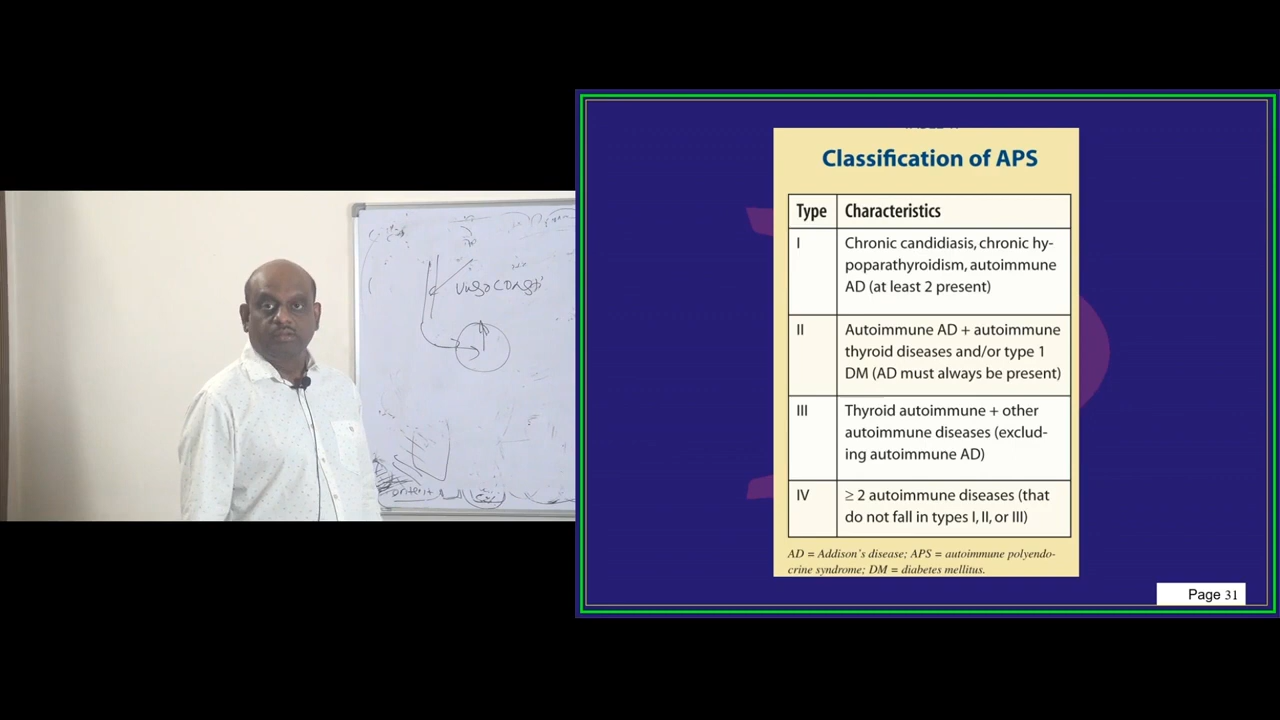 vasoconst
Classification of APS
Type Characteristics
I Chronic candidiasis, chronic hy-
poparathyroidism, autoimmune
AD (at least 2 present)
II Autoimmune AD + autoimmune
thyroid diseases and/or type 1
DM (AD must always be present)
III Thyroid autoimmune + other
autoimmune diseases (exclud-
ing autoimmune AD)
IV ≥ 2 autoimmune diseases (that
do not fall in types I, II, or III)
AD = Addison's disease; APS = autoimmune polyendo-
crine syndrome; DM = diabetes mellitus.
Page 31